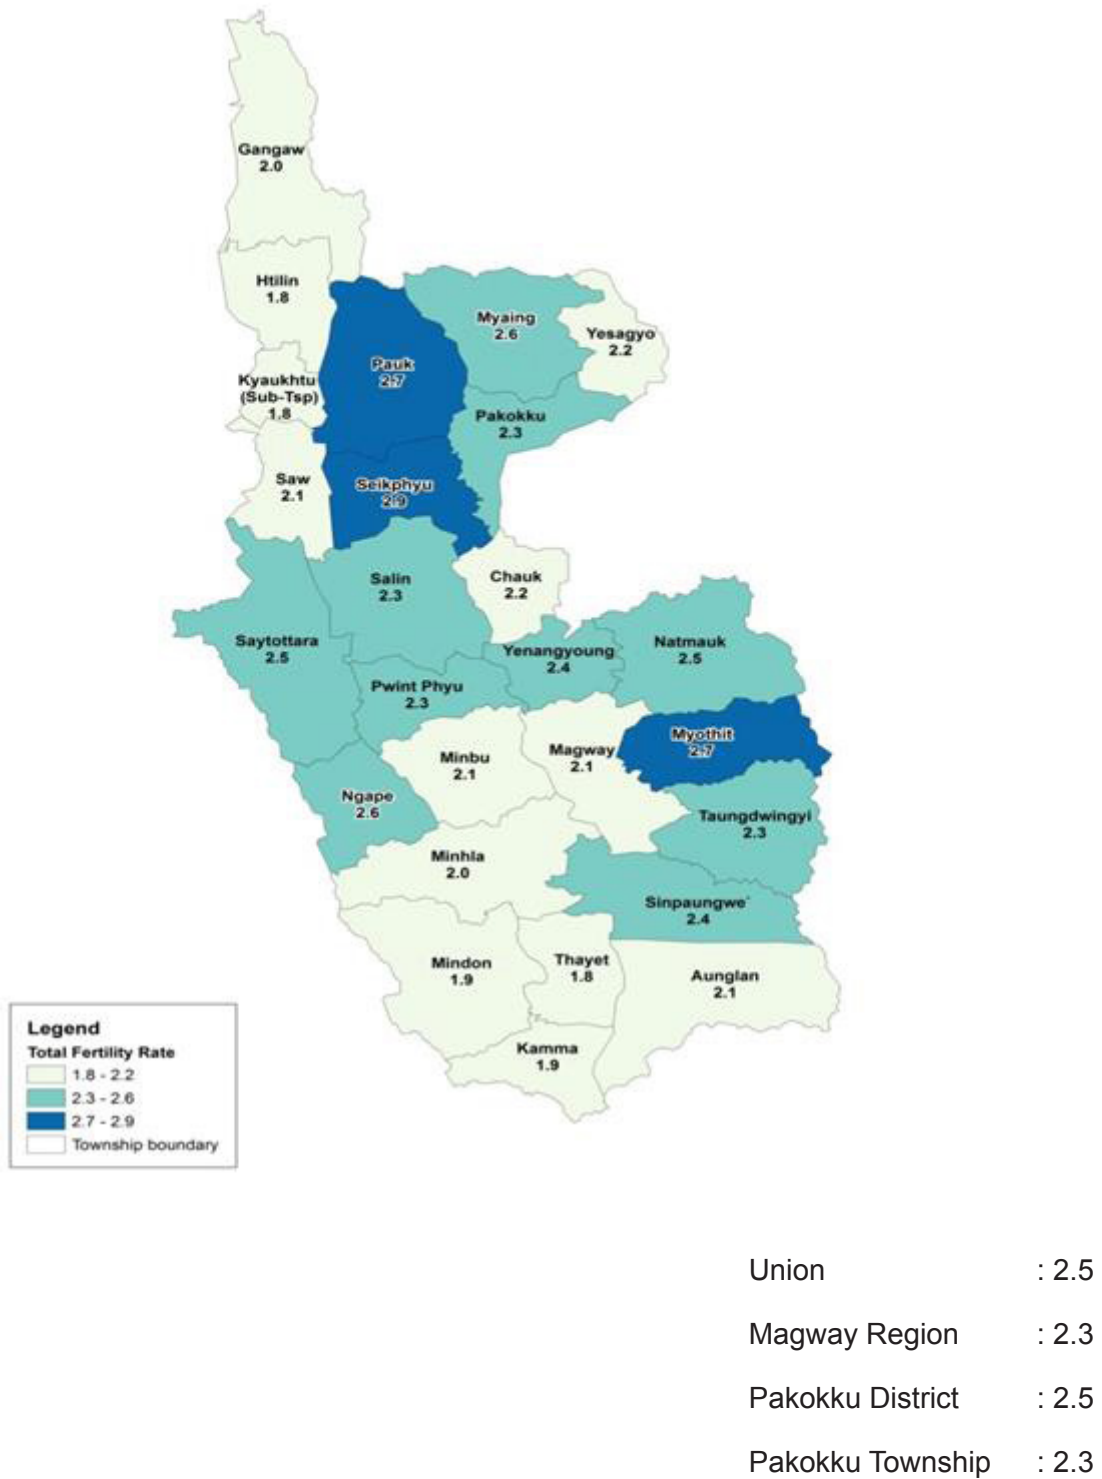 Gangaw
2.0
Htilin
1.8
Myaing
2.6
Yesagyo
2.2
Pauk
2.7
Kyaukhtu
(Sub-Tsp)
1.8
Pakokku
2.3
Saw
2.1
Seikphyu
2.9
Salin
2.3
Chauk
2.2
Saytottara
2.5
Yenangyoung
2.4
Natmauk
2.5
Pwint Phyu
2.3
Myothit
2.7
Minbu
2.1
Magway
2.1
Ngape
2.6
Taungdwingyi
2.3
Minhla
2.0
Sinpaungwe´
2.4
Mindon
1.9
Thayet
1.8
Aunglan
2.1
Kamma
1.9
Legend
Total Fertility Rate
1.8 - 2.2
2.3 - 2.6
2.7 - 2.9
Township boundary
Union : 2.5
Magway Region : 2.3
Pakokku District : 2.5
Pakokku Township : 2.3